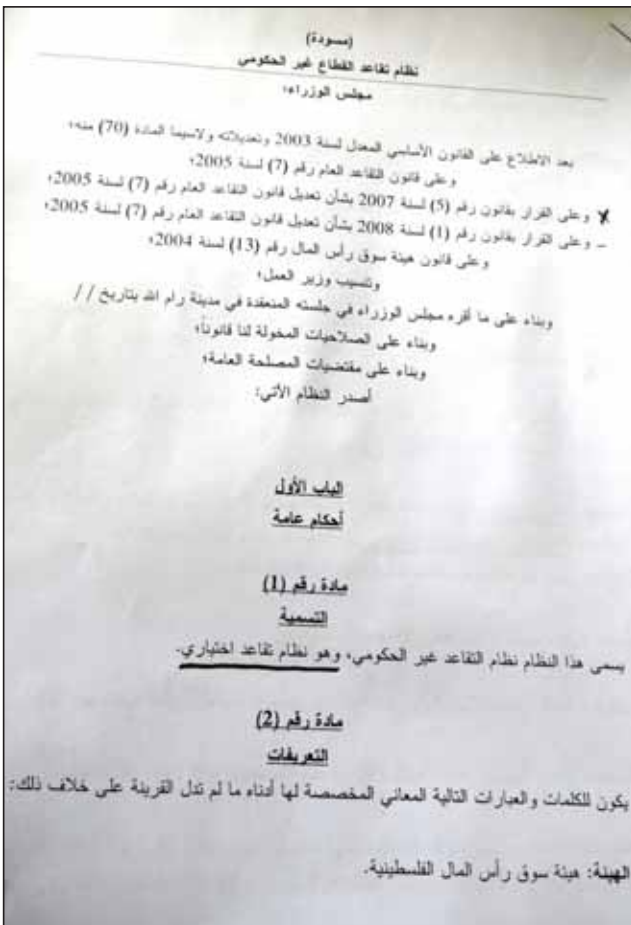 (مسودة)
نظام تقاعد القطاع غير الحكومي
مجلس الوزراء؛
بعد الاطلاع على القانون الأساسي المعدل لسنة 2003 وتعديلاته ولاسيما المادة (70) منه؛
وعلى قانون التقاعد العام رقم (7) لسنة 2005؛
وعلى القرار بقانون رقم (5) لسنة 2007 بشأن تعديل قانون التقاعد العام رقم (7) لسنة 2005؛
- وعلى القرار بقانون رقم (1) لسنة 2008 بشأن تعديل قانون التقاعد العام رقم (7) لسنة 2005؛
وعلى قانون هيئة سوق رأس المال رقم (13) لسنة 2004؛
وتنسيب وزير العمل؛
وبناء على ما أقره مجلس الوزراء في جلسته المنعقدة في مدينة رام الله بتاريخ //
وبناء على الصلاحيات المخولة لنا قانوناً؛
وبناء على مقتضيات المصلحة العامة؛
أصدر النظام الآتي:
الباب الأول
أحكام عامة
مادة رقم (1)
التسمية
يسمى هذا النظام نظام التقاعد غير الحكومي، وهو نظام تقاعد اختياري.
مادة رقم (2)
التعريفات
يكون للكلمات والعبارات التالية المعاني المخصصة لها أدناه ما لم تدل القرينة على خلاف ذلك:
الهيئة: هيئة سوق رأس المال الفلسطينية.